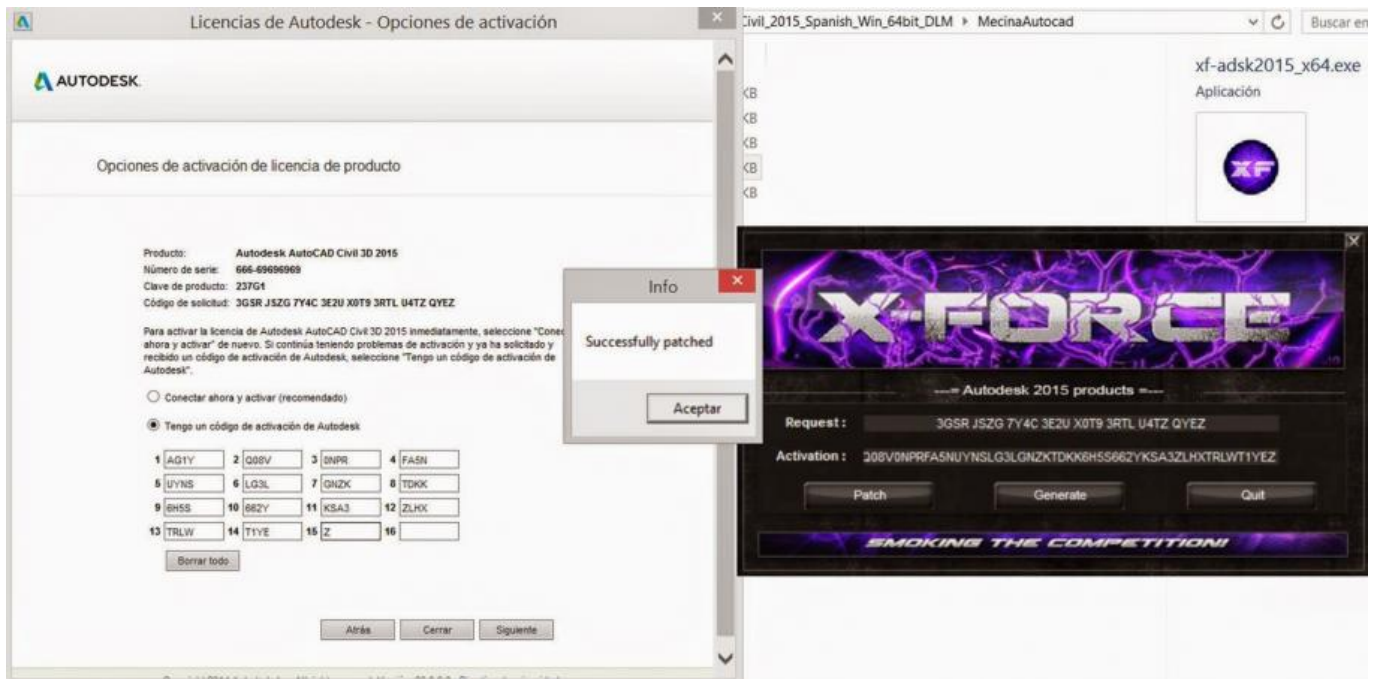 Licencias de Autodesk - Opciones de activación
AUTODESK.
Opciones de activación de licencia de producto
Producto: Autodesk AutoCAD Civil 3D 2015
Número de serie: 666-69696969
Clave de producto: 237G1
Código de solicitud: 3GSR JSZG 7Y4C 3E2U X0T9 3RTL U4TZ QYEZ
Para activar la licencia de Autodesk AutoCAD Civil 3D 2015 inmediatamente, seleccione "Conec
ahora y activar" de nuevo. Si continúa teniendo problemas de activación y ya ha solicitado y
recibido un código de activación de Autodesk, seleccione "Tengo un código de activación de
Autodesk".
Conectar ahora y activar (recomendado)
Tengo un código de activación de Autodesk
1 AG1Y 2 Q08V 3 0NPR 4 FA5N
5 UYNS 6 LG3L 7 GNZK 8 TDKK
9 6H5S 10 662Y 11 KSA3 12 ZLHX
13 TRLW 14 T1YE 15 Z 16
Borrar todo
Atrás Cerrar Siguiente
Info
Successfully patched
Aceptar
Civil_2015_Spanish_Win_64bit_DLM MecinaAutocad
Buscar en
KB
KB
KB
KB
KB
xf-adsk2015_x64.exe
Aplicación
XF
X-FORCE
---= Autodesk 2015 products =---
Request: 3GSR JSZG 7Y4C 3E2U X0T9 3RTL U4TZ QYEZ
Activation: Q08V0NPRFA5NUYNSLG3LGNZKTDKK6H5S662YKSA3ZLHXTRLWT1YEZ
Patch Generate Quit
SMOKING THE COMPETITION!